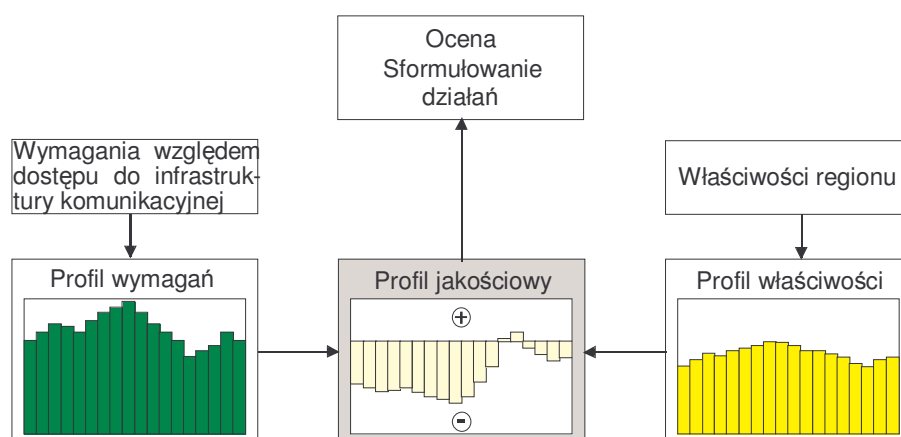 Ocena
Sformułowanie
działań
Wymagania względem
dostępu do infrastruk-
tury komunikacyjnej
Właściwości regionu
Profil wymagań
Profil jakościowy
Profil właściwości
+
-